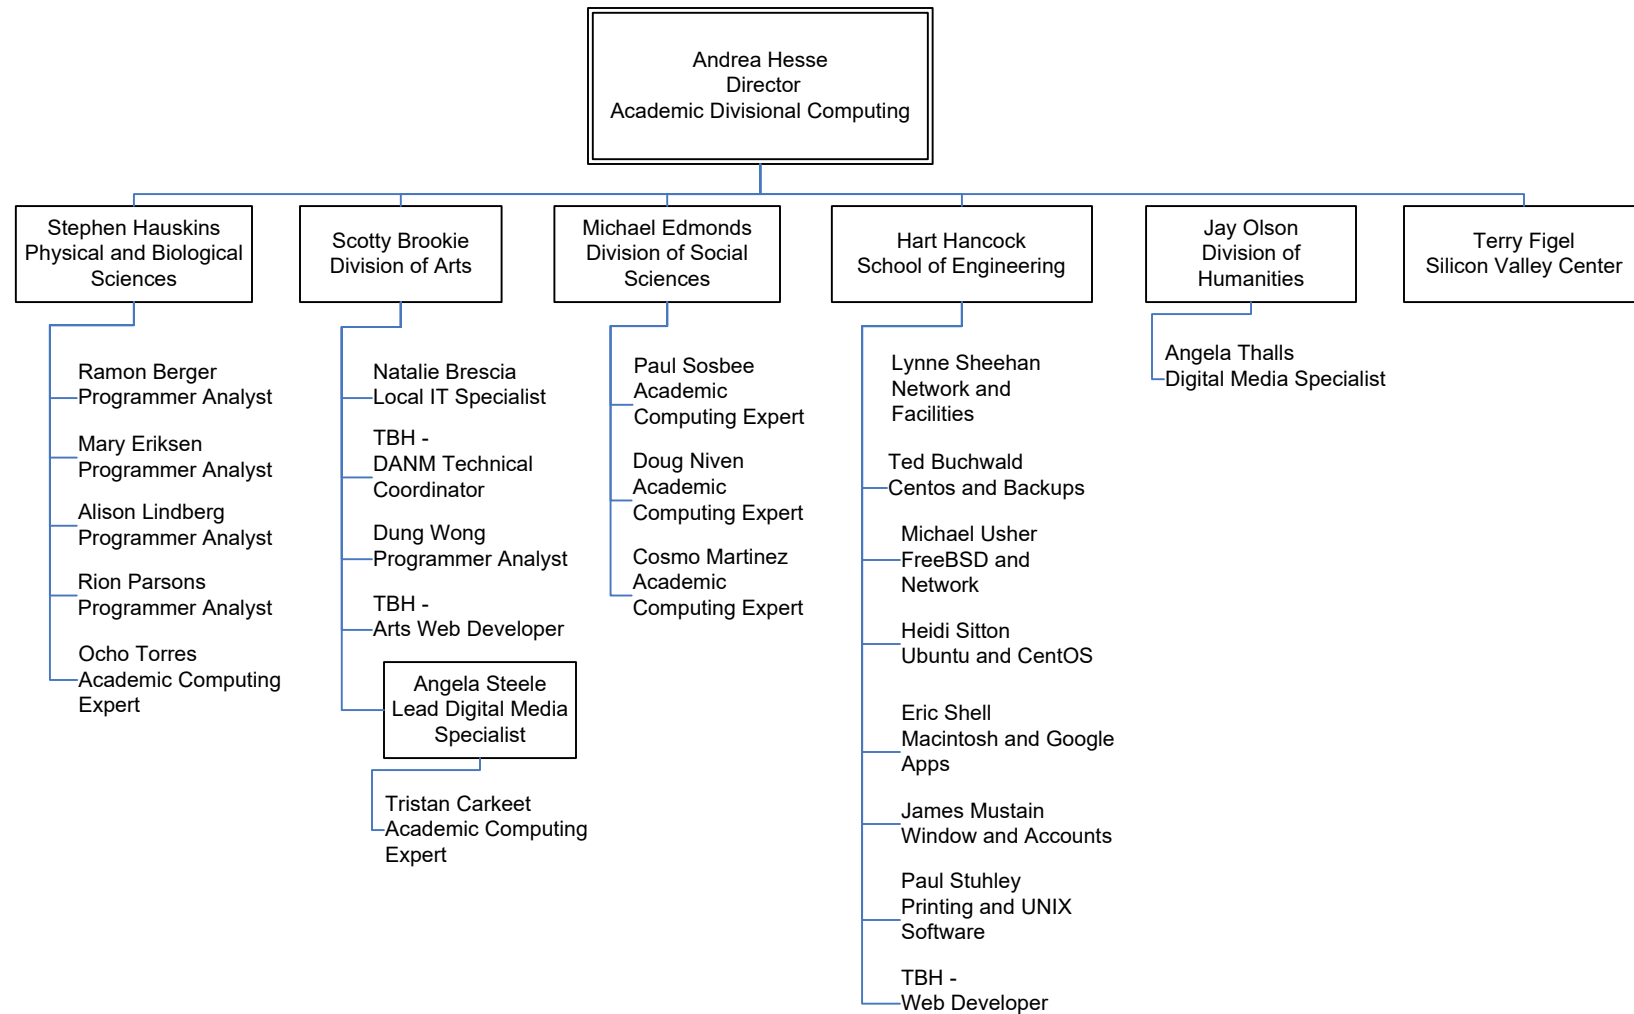 Andrea Hesse
Director
Academic Divisional Computing
Stephen Hauskins
Physical and Biological
Sciences
Scotty Brookie
Division of Arts
Michael Edmonds
Division of Social
Sciences
Hart Hancock
School of Engineering
Jay Olson
Division of
Humanities
Terry Figel
Silicon Valley Center
Ramon Berger
Programmer Analyst
Mary Eriksen
Programmer Analyst
Alison Lindberg
Programmer Analyst
Rion Parsons
Programmer Analyst
Ocho Torres
Academic Computing
Expert
Natalie Brescia
Local IT Specialist
TBH -
DANM Technical
Coordinator
Dung Wong
Programmer Analyst
TBH -
Arts Web Developer
Angela Steele
Lead Digital Media
Specialist
Tristan Carkeet
Academic Computing
Expert
Paul Sosbee
Academic
Computing Expert
Doug Niven
Academic
Computing Expert
Cosmo Martinez
Academic
Computing Expert
Lynne Sheehan
Network and
Facilities
Ted Buchwald
Centos and Backups
Michael Usher
FreeBSD and
Network
Heidi Sitton
Ubuntu and CentOS
Eric Shell
Macintosh and Google
Apps
James Mustain
Window and Accounts
Paul Stuhley
Printing and UNIX
Software
TBH -
Web Developer
Angela Thalls
Digital Media Specialist